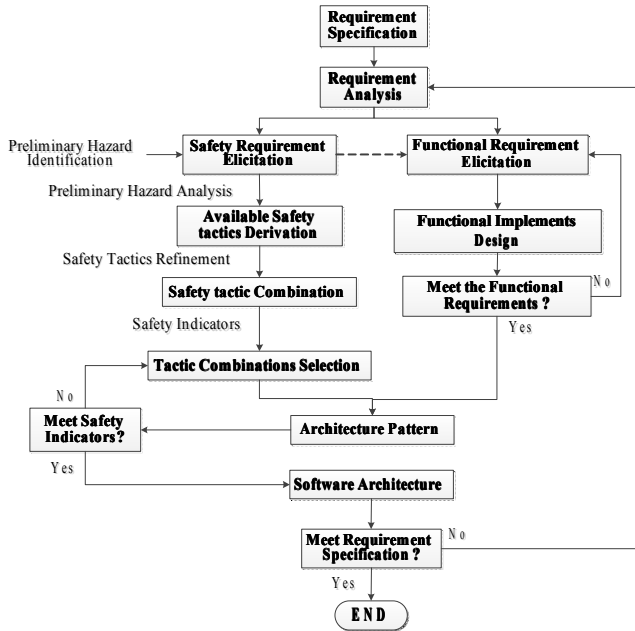 Requirement
Specification
Requirement
Analysis
Preliminary Hazard
Identification
Safety Requirement
Elicitation
Functional Requirement
Elicitation
Preliminary Hazard Analysis
Available Safety
tactics Derivation
Functional Implements
Design
Safety Tactics Refinement
Safety tactic Combination
Meet the Functional
Requirements ?
No
Safety Indicators
Yes
Tactic Combinations Selection
No
Meet Safety
Indicators?
Architecture Pattern
Yes
Software Architecture
Meet Requirement
Specification ?
No
Yes
END